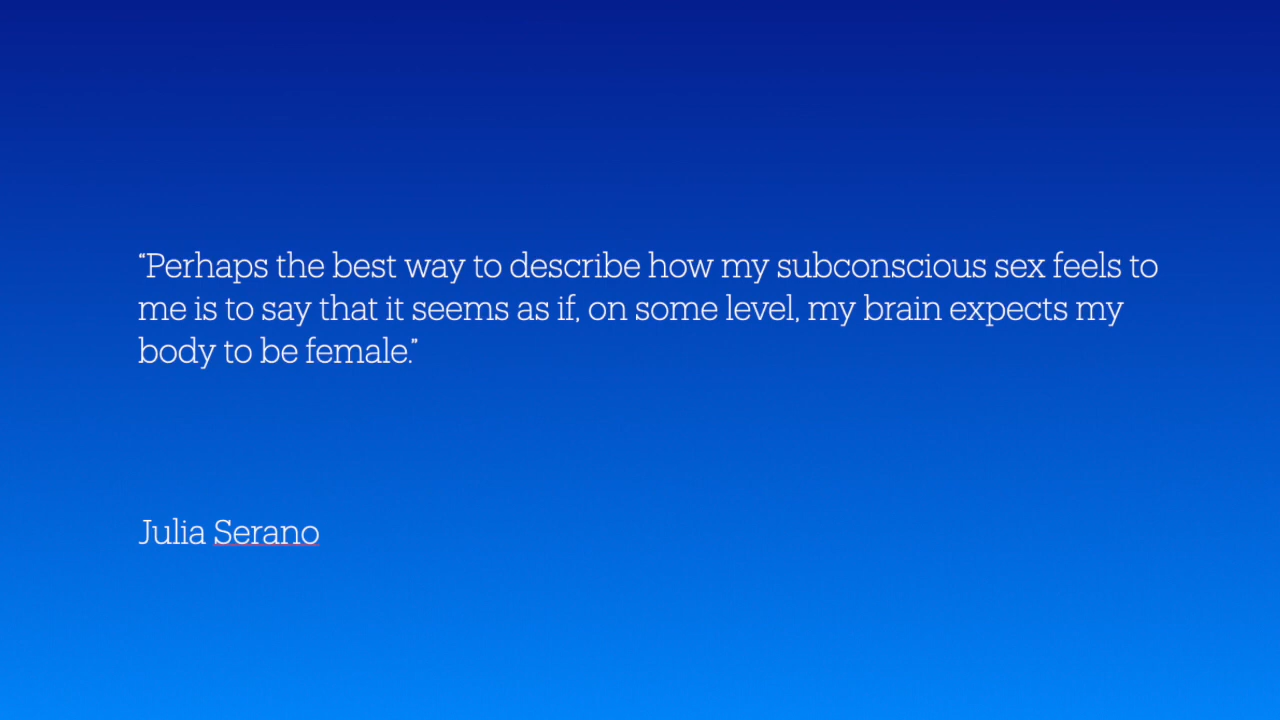 “Perhaps the best way to describe how my subconscious sex feels to
me is to say that it seems as if, on some level, my brain expects my
body to be female.”
Julia Serano